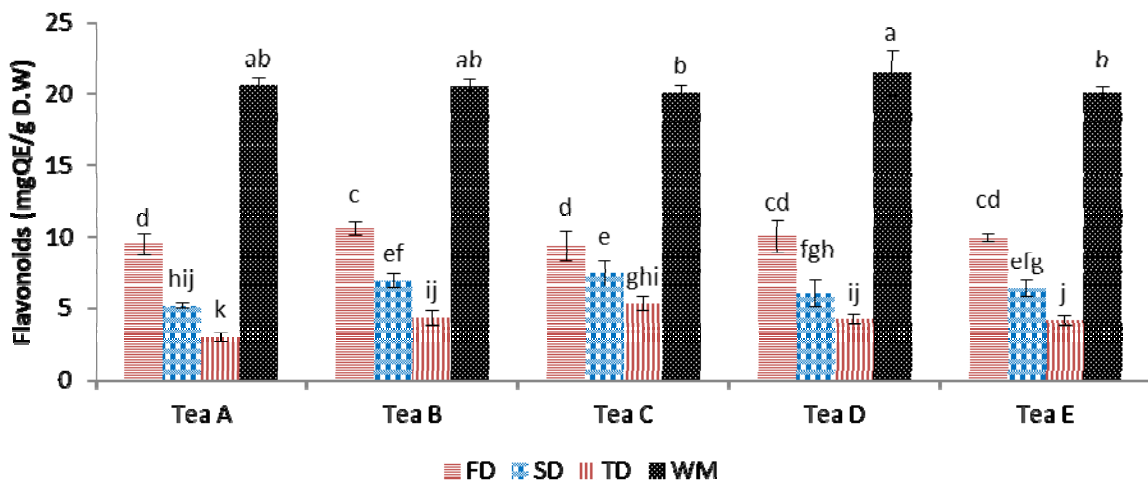 Flavonoids (mgQE/g D.W)
25
20
15
10
5
0
d hij k ab
c ef ij ab
d e ghi b
cd fgh ij a
cd efg j b
Tea A Tea B Tea C Tea D Tea E
FD SD TD WM